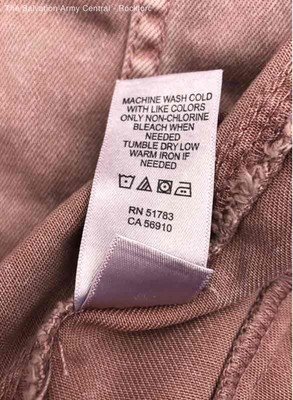 The Salvation Army Central - Rockford
MACHINE WASH COLD
WITH LIKE COLORS
ONLY NON-CHLORINE
BLEACH WHEN
NEEDED
TUMBLE DRY LOW
WARM IRON IF
NEEDED
RN 51783
CA 56910